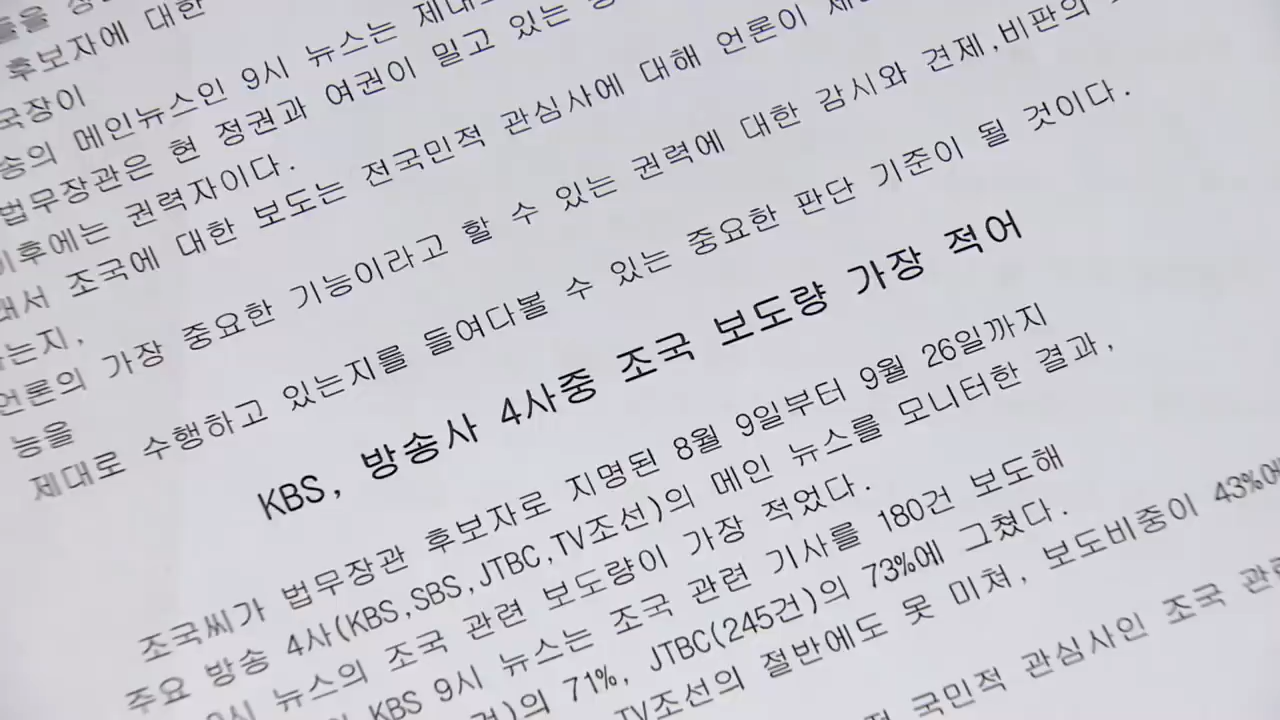 후보자에 대한
국장이
메인뉴스인 9시 뉴스는
법무장관은 현 정권과 여권이 밀고 있는
이후에는 권력자이다.
조국에 대한 보도는 전국민적 관심사에 대해 언론이
는지,
언론의 가장 중요한 기능이라고 할 수 있는 권력에 대한 감시와 견제,비판의
능을
제대로 수행하고 있는지를 들여다볼 수 있는 중요한 판단 기준이 될 것이다.
KBS, 방송사 4사중 조국 보도량 가장 적어
조국씨가 법무장관 후보자로 지명된 8월 9일부터 9월 26일까지
주요 방송 4사(KBS,SBS,JTBC,TV조선)의 메인 뉴스를 모니터한 결과,
뉴스의 조국 관련 보도량이 가장 적었다.
KBS 9시 뉴스는 조국 관련 기사를 180건 보도해
의 71%, JTBC(245건)의 73%에 그쳤다.
TV조선의 절반에도 못 미쳐, 보도비중이 43%에
국민적 관심사인 조국